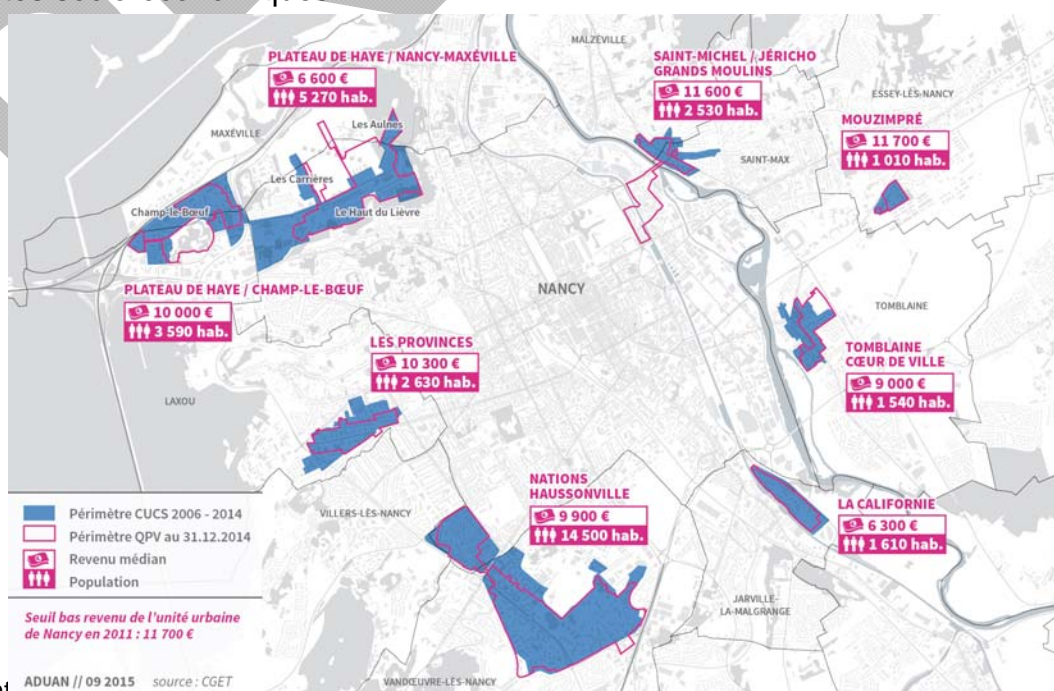 PLATEAU DE HAYE / NANCY-MAXÉVILLE
6 600 €
5 270 hab.
MALZÉVILLE
SAINT-MICHEL / JÉRICHO
GRANDS MOULINS
11 600 €
2 530 hab.
ESSEY-LÈS-NANCY
MOUZIMPRÉ
11 700 €
1 010 hab.
MAXÉVILLE
Les Aulnes
SAINT-MAX
Les Carrières
Champ-le-Bœuf
Le Haut du Lièvre
PLATEAU DE HAYE / CHAMP-LE-BŒUF
10 000 €
3 590 hab.
NANCY
TOMBLAINE
LES PROVINCES
10 300 €
2 630 hab.
TOMBLAINE
CŒUR DE VILLE
9 000 €
1 540 hab.
LAXOU
NATIONS
HAUSSONVILLE
9 900 €
14 500 hab.
LA CALIFORNIE
6 300 €
1 610 hab.
VILLERS-LÈS-NANCY
JARVILLE-
LA-MALGRANGE
VANDŒUVRE-LÈS-NANCY
Périmètre CUCS 2006 - 2014
Périmètre QPV au 31.12.2014
Revenu médian
Population
Seuil bas revenu de l'unité urbaine
de Nancy en 2011 : 11 700 €
ADUAN // 09 2015 source : CGET